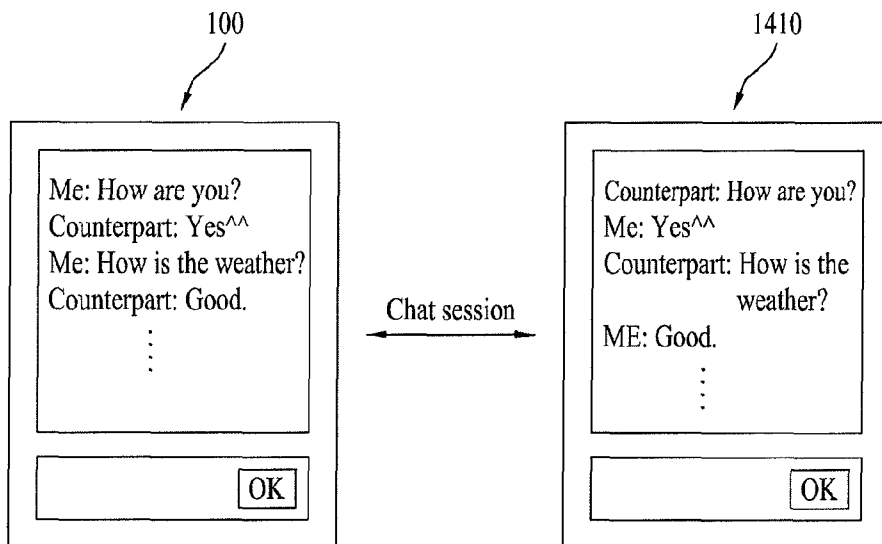 100
1410
Me: How are you?
Counterpart: Yes^^
Me: How is the weather?
Counterpart: Good.
OK
Chat session
Counterpart: How are you?
Me: Yes^^
Counterpart: How is the
weather?
ME: Good.
OK